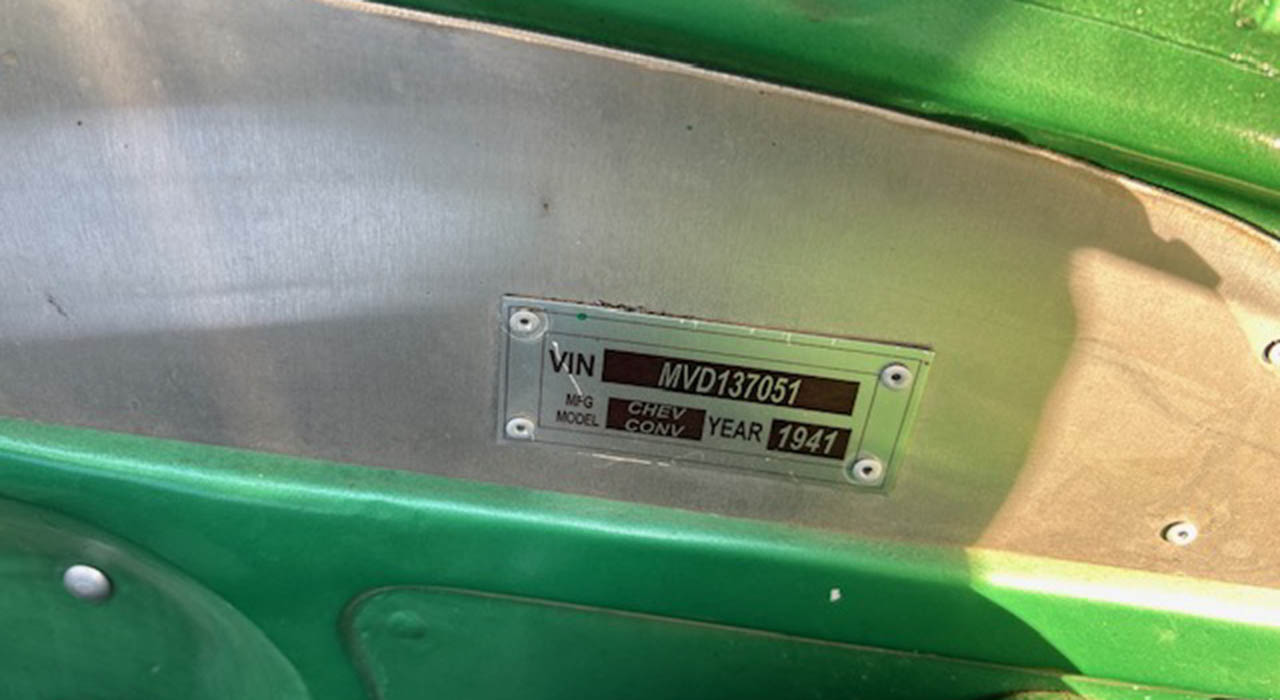 VIN MVD137051
MFG CHEV
MODEL CONV YEAR 1941